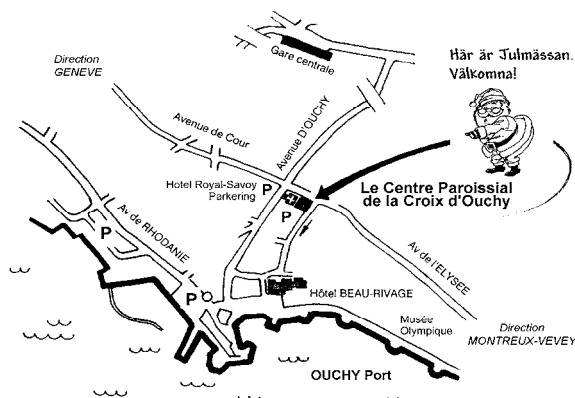 Direction
GENEVE
Gare centrale
Här är Julmässan.
Välkomna!
Avenue de Cour
Avenue D'OUCHY
Hotel Royal-Savoy
Parkering
P
P
Le Centre Paroissial
de la Croix d'Ouchy
Av de RHODANIE
P
P
Av de l'ELYSEE
Hôtel BEAU-RIVAGE
Musée
Olympique
Direction
MONTREUX-VEVEY
OUCHY Port